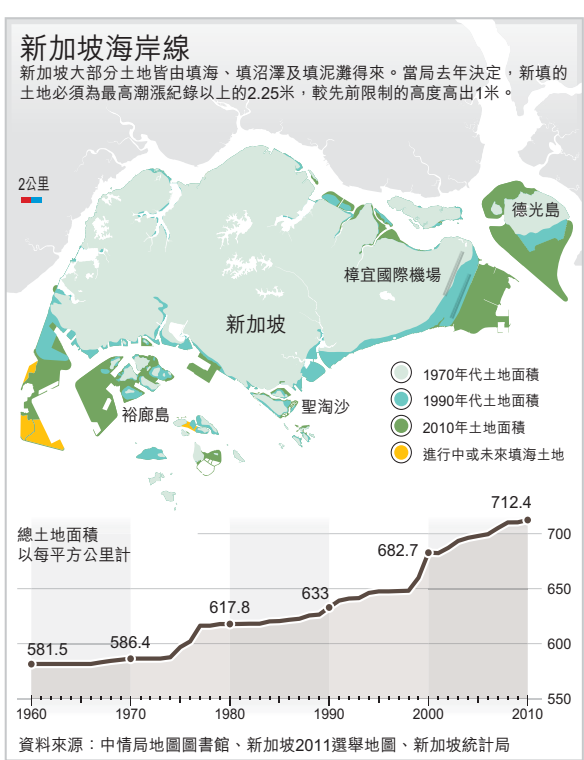 新加坡海岸線
新加坡大部分土地皆由填海、填沼澤及填泥灘得來。當局去年決定，新填的
土地必須為最高潮漲紀錄以上的2.25米，較先前限制的高度高出1米。
2公里
德光島
樟宜國際機場
新加坡
裕廊島
聖淘沙
1970年代土地面積
1990年代土地面積
2010年土地面積
進行中或未來填海土地
總土地面積
以每平方公里計
581.5
586.4
617.8
633
682.7
712.4
700
650
600
550
1960
1970
1980
1990
2000
2010
資料來源：中情局地圖圖書館、新加坡2011選舉地圖、新加坡統計局